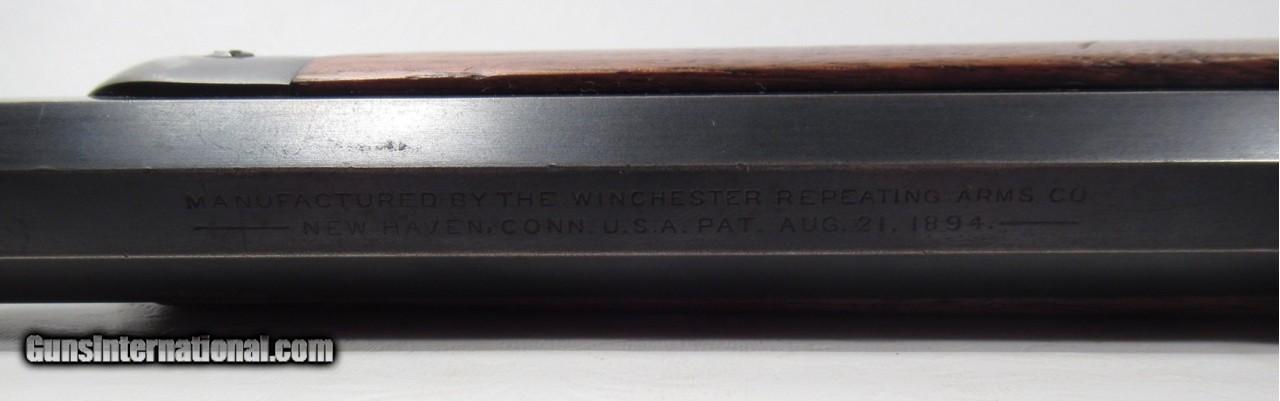 MANUFACTURED BY THE WINCHESTER REPEATING ARMS CO
NEW HAVEN, CONN. U.S.A. PAT. AUG. 21, 1894.
GunsInternational.com